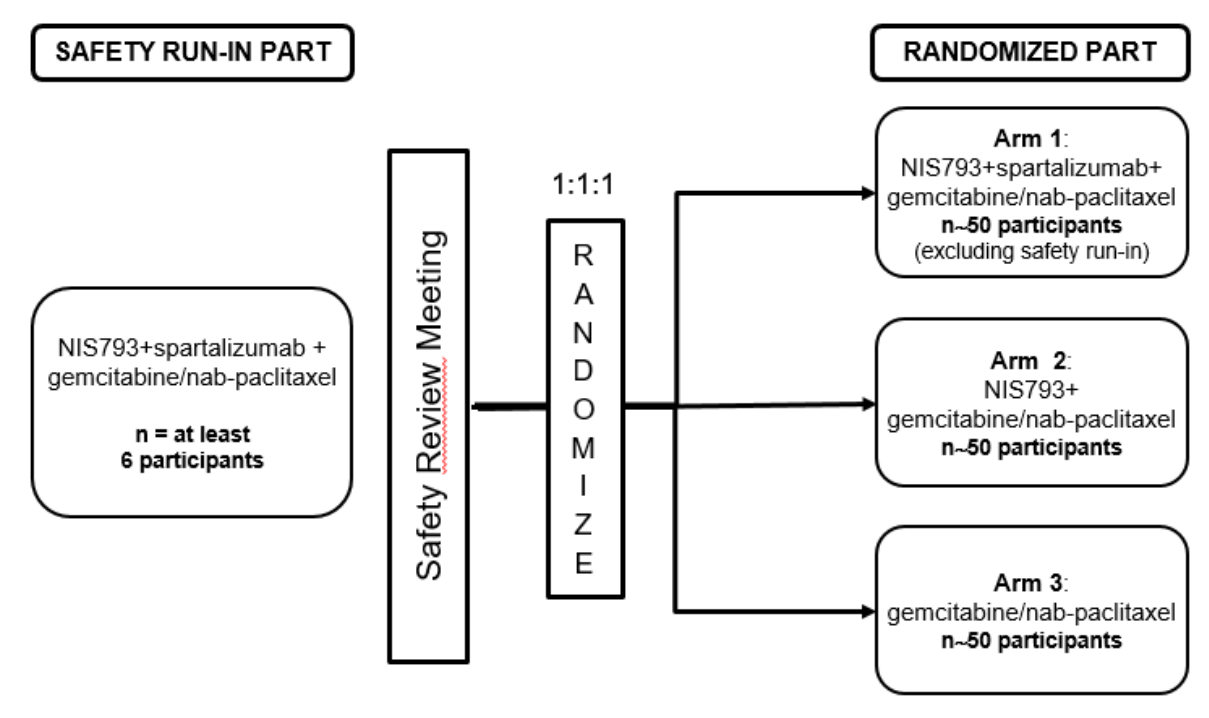 SAFETY RUN-IN PART
RANDOMIZED PART
NIS793+spartalizumab +
gemcitabine/nab-paclitaxel
n = at least
6 participants
Safety Review Meeting
1:1:1
R
A
N
D
O
M
I
Z
E
Arm 1:
NIS793+spartalizumab+
gemcitabine/nab-paclitaxel
n~50 participants
(excluding safety run-in)
Arm 2:
NIS793+
gemcitabine/nab-paclitaxel
n~50 participants
Arm 3:
gemcitabine/nab-paclitaxel
n~50 participants